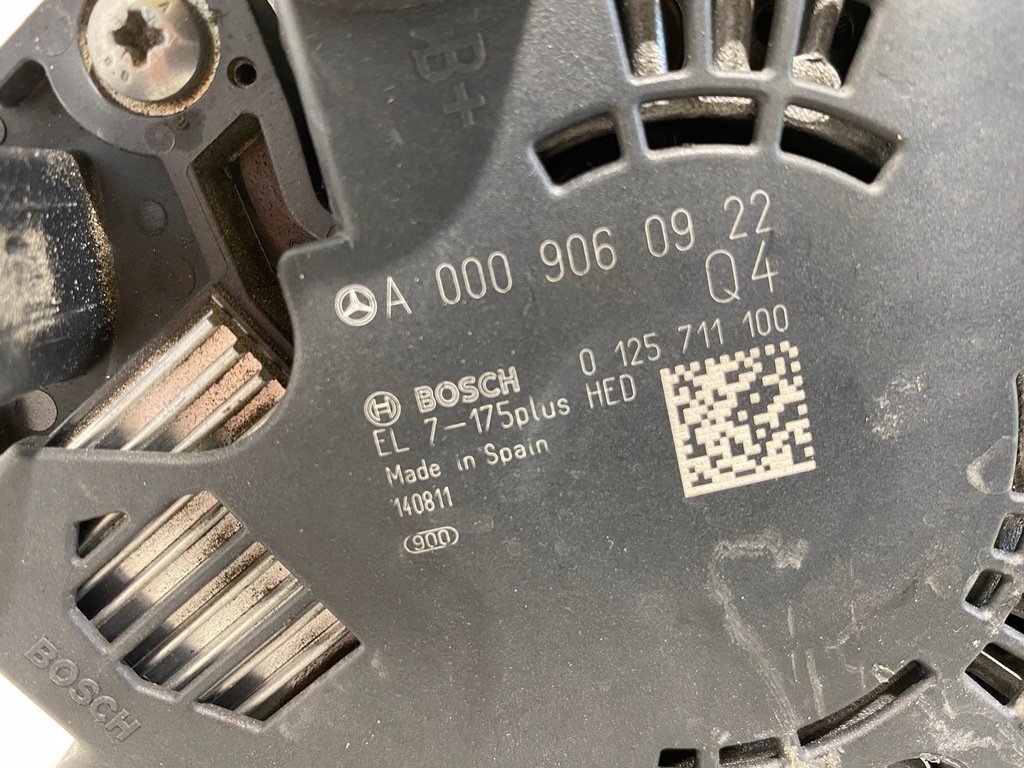 B+
A 000 906 09 22
Q4
0 125 711 100
BOSCH
EL 7-175plus HED
Made in Spain
140811
900
BOSCH